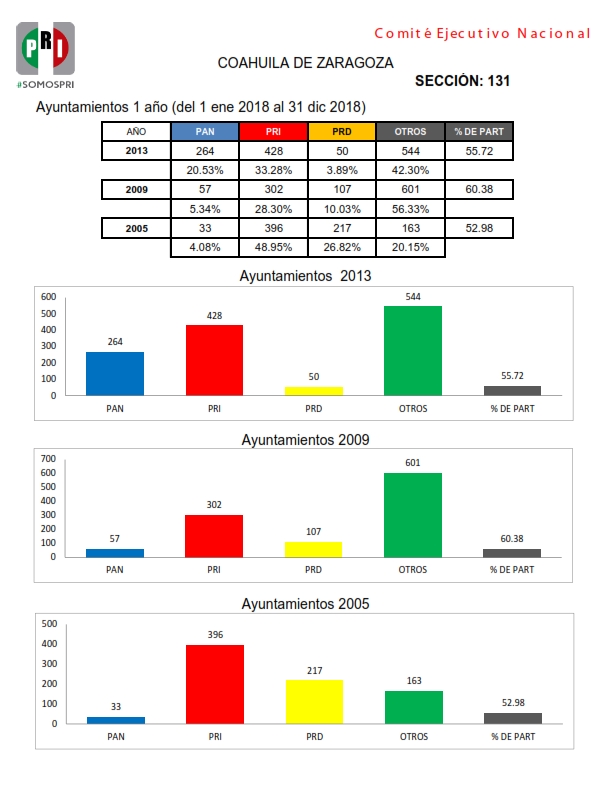 Comité Ejecutivo Nacional
PRI
#SOMOSPRI
COAHUILA DE ZARAGOZA
SECCIÓN: 131
Ayuntamientos 1 año (del 1 ene 2018 al 31 dic 2018)
AÑO PAN PRI PRD OTROS % DE PART
2013 264 428 50 544 55.72
20.53% 33.28% 3.89% 42.30%
2009 57 302 107 601 60.38
5.34% 28.30% 10.03% 56.33%
2005 33 396 217 163 52.98
4.08% 48.95% 26.82% 20.15%
Ayuntamientos 2013
600
500
400
300
200
100
0
264 428 50 544 55.72
PAN PRI PRD OTROS % DE PART
Ayuntamientos 2009
700
600
500
400
300
200
100
0
57 302 107 601 60.38
PAN PRI PRD OTROS % DE PART
Ayuntamientos 2005
500
400
300
200
100
0
33 396 217 163 52.98
PAN PRI PRD OTROS % DE PART